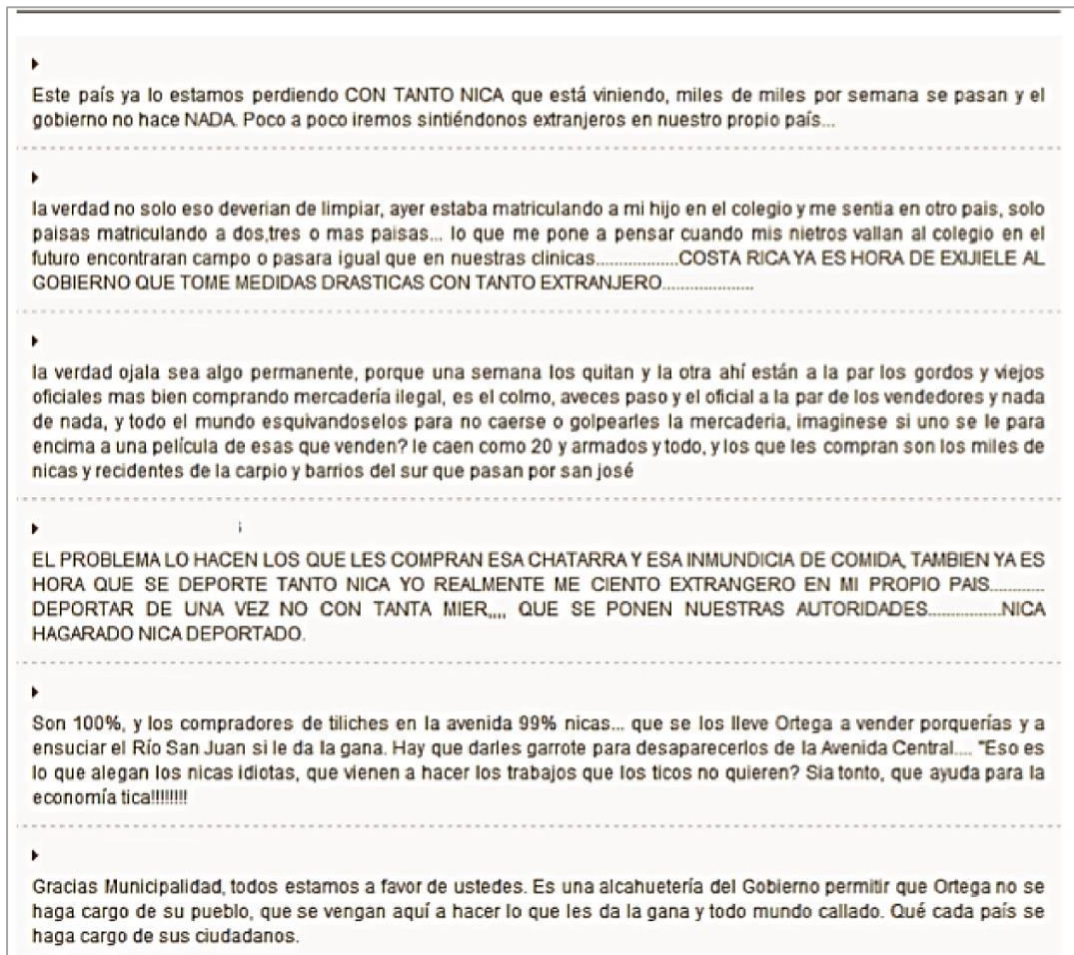 Este país ya lo estamos perdiendo CON TANTO NICA que está viniendo, miles de miles por semana se pasan y el
gobierno no hace NADA. Poco a poco iremos sintiéndonos extranjeros en nuestro propio país...
la verdad no solo eso deverian de limpiar, ayer estaba matriculando a mi hijo en el colegio y me sentia en otro pais, solo
paisas matriculando a dos,tres o mas paisas... lo que me pone a pensar cuando mis nietros vallan al colegio en el
futuro encontraran campo o pasara igual que en nuestras clinicas..................COSTA RICA YA ES HORA DE EXIJIELE AL
GOBIERNO QUE TOME MEDIDAS DRASTICAS CON TANTO EXTRANJERO.....................
la verdad ojala sea algo permanente, porque una semana los quitan y la otra ahí están a la par los gordos y viejos
oficiales mas bien comprando mercadería ilegal, es el colmo, aveces paso y el oficial a la par de los vendedores y nada
de nada, y todo el mundo esquivandoselos para no caerse o golpearles la mercaderia, imaginese si uno se le para
encima a una película de esas que venden? le caen como 20 y armados y todo, y los que les compran son los miles de
nicas y recidentes de la carpio y barrios del sur que pasan por san josé
EL PROBLEMA LO HACEN LOS QUE LES COMPRAN ESA CHATARRA Y ESA INMUNDICIA DE COMIDA, TAMBIEN YA ES
HORA QUE SE DEPORTE TANTO NICA YO REALMENTE ME CIENTO EXTRANGERO EN MI PROPIO PAIS............
DEPORTAR DE UNA VEZ NO CON TANTA MIER,,,, QUE SE PONEN NUESTRAS AUTORIDADES................NICA
HAGARADO NICA DEPORTADO.
Son 100%, y los compradores de tiliches en la avenida 99% nicas... que se los lleve Ortega a vender porquerías y a
ensuciar el Río San Juan si le da la gana. Hay que darles garrote para desaparecerlos de la Avenida Central.... "Eso es
lo que alegan los nicas idiotas, que vienen a hacer los trabajos que los ticos no quieren? Sia tonto, que ayuda para la
economía tica!!!!!!!!!
Gracias Municipalidad, todos estamos a favor de ustedes. Es una alcahuetería del Gobierno permitir que Ortega no se
haga cargo de su pueblo, que se vengan aquí a hacer lo que les da la gana y todo mundo callado. Qué cada país se
haga cargo de sus ciudadanos.